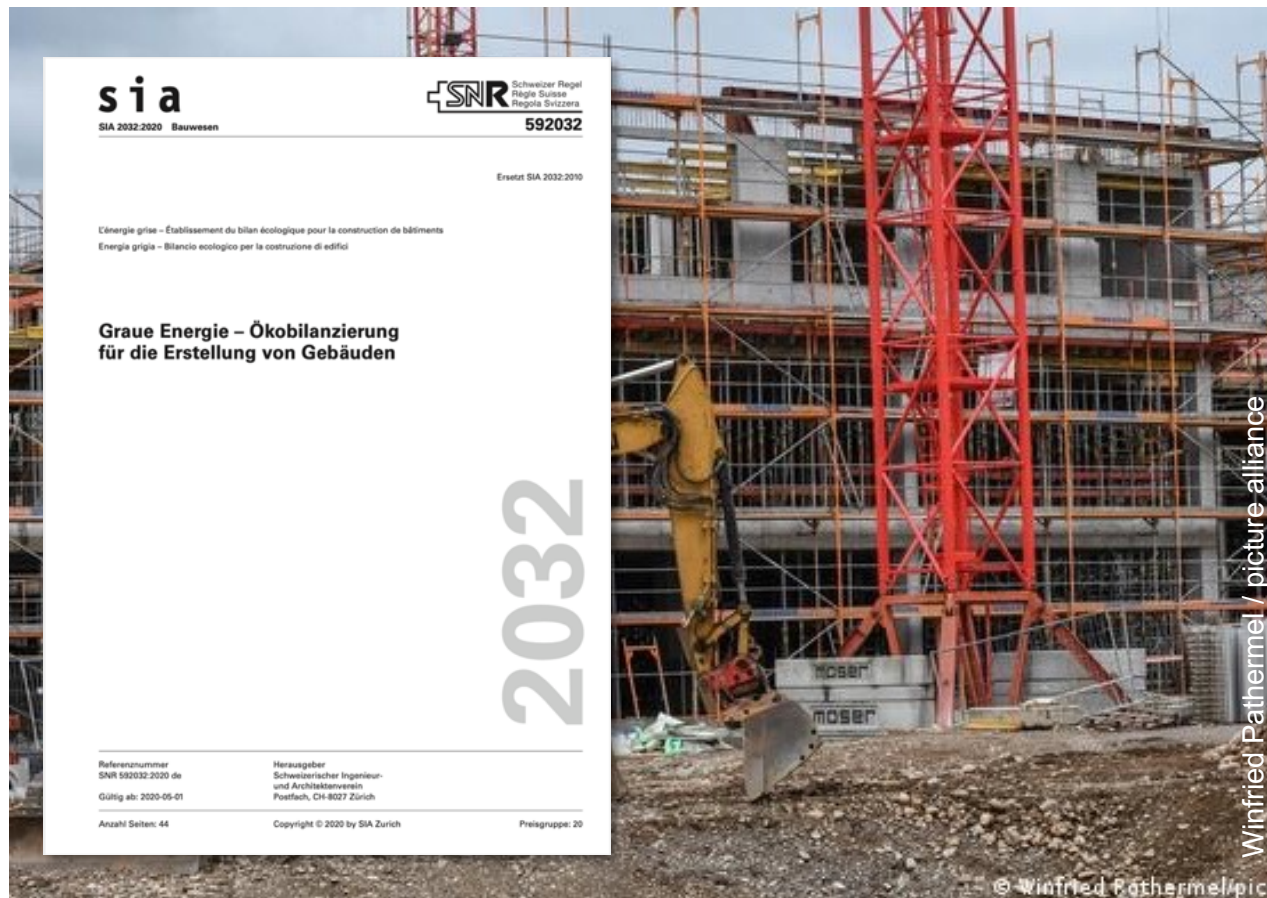 sia
SNR
Schweizer Regel
Règle Suisse
Regola Svizzera
SIA 2032:2020 Bauwesen
592032
Ersetzt SIA 2032:2010
L'énergie grise – Établissement du bilan écologique pour la construction de bâtiments
Energia grigia – Bilancio ecologico per la costruzione di edifici
Graue Energie – Ökobilanzierung
für die Erstellung von Gebäuden
2032
Referenznummer
SNR 592032:2020 de
Gültig ab: 2020-05-01
Herausgeber
Schweizerischer Ingenieur-
und Architektenverein
Postfach, CH-8027 Zürich
Anzahl Seiten: 44
Copyright © 2020 by SIA Zurich
Preisgruppe: 20
moser
moser
Winfried Pathermel / picture alliance
© Winfried Rothermel/pic